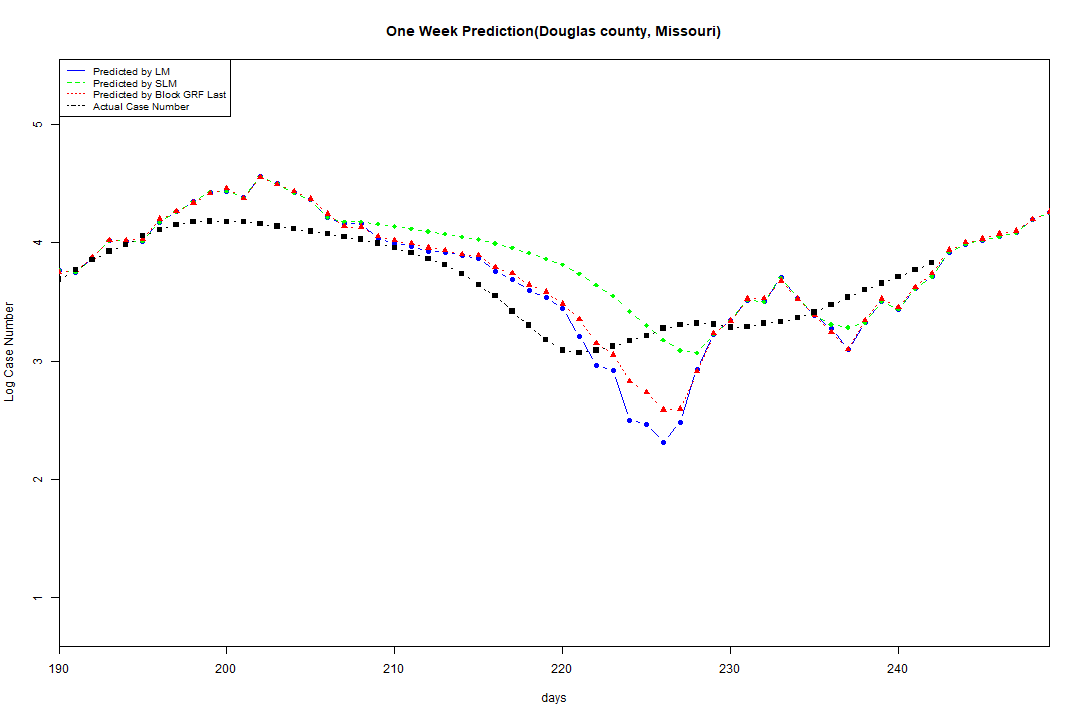 One Week Prediction(Douglas county, Missouri)
Predicted by LM
Predicted by SLM
Predicted by Block GRF Last
Actual Case Number
5
4
3
2
1
Log Case Number
190
200
210
220
230
240
days